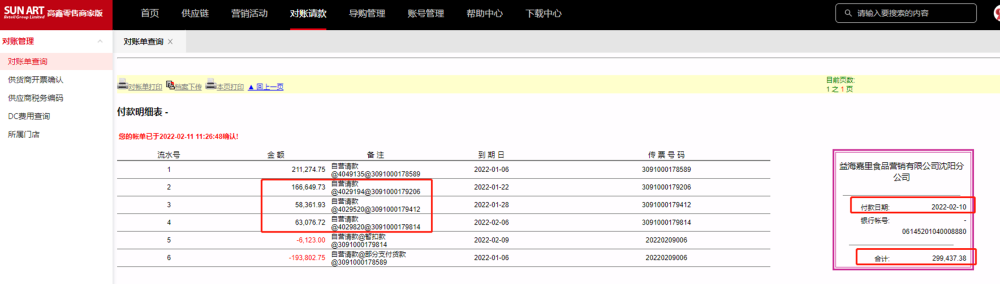 SUN ART
Retail Group Limited
高鑫零售商家版
首页 供应链 营销活动 对账请款 导购管理 账号管理 帮助中心 下载中心
请输入要搜索的内容
对账管理
对账单查询
供货商开票确认
供应商税务编码
DC费用查询
所属门店
对账单查询 ×
对帐单打印 档案下传 本页打印 ▲ 回上一页
目前页数:
1 之 1 页
付款明细表 -
您的帐单已于2022-02-11 11:26:48确认!
流水号 金 额 备 注 到 期 日 传 票 号 码
1 211,274.75 自营请款@4049135@3091000178589 2022-01-06 3091000178589
2 166,649.73 自营请款@4029194@3091000179206 2022-01-22 3091000179206
3 58,361.93 自营请款@4029520@3091000179412 2022-01-28 3091000179412
4 63,076.72 自营请款@4029820@3091000179814 2022-02-06 3091000179814
5 -6,123.00 自营请款@暂扣款@3091000179814 2022-02-09 20220209006
6 -193,802.75 自营请款@部分支付货款@3091000178589 2022-01-06 20220209006
益海嘉里食品营销有限公司沈阳分
公司
付款日期: 2022-02-10
银行帐号: -
06145201040008880
合计: 299,437.38